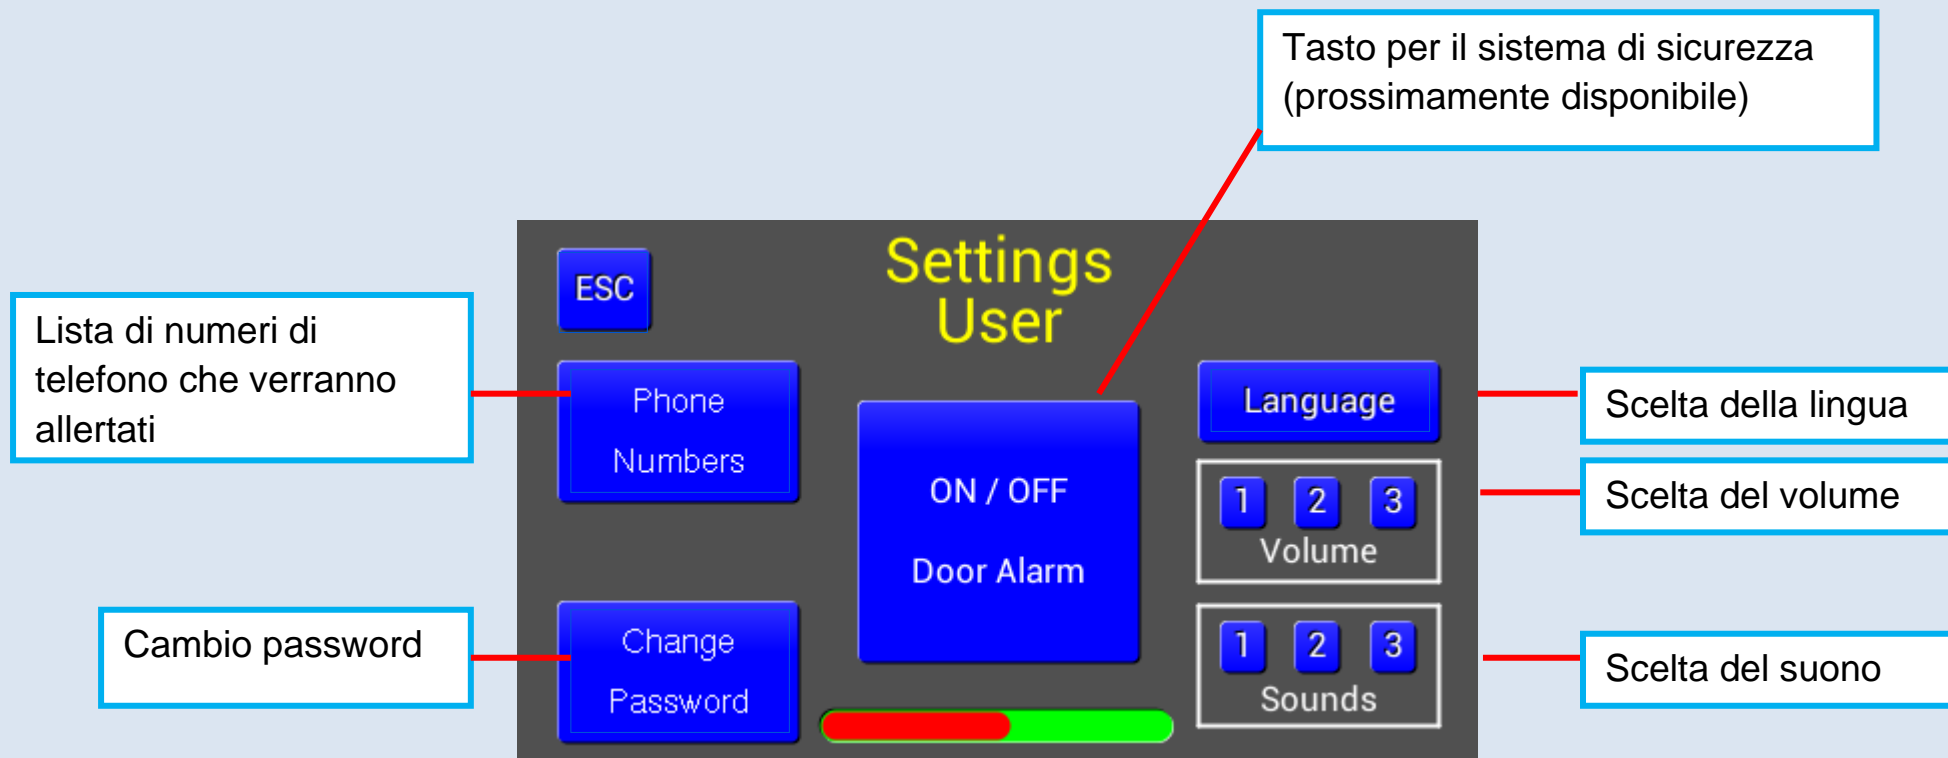 Tasto per il sistema di sicurezza
(prossimamente disponibile)
ESC
Settings
User
Lista di numeri di
telefono che verranno
allertati
Phone
Numbers
ON / OFF
Door Alarm
Language
Scelta della lingua
1 2 3
Volume
Scelta del volume
Cambio password
Change
Password
1 2 3
Sounds
Scelta del suono